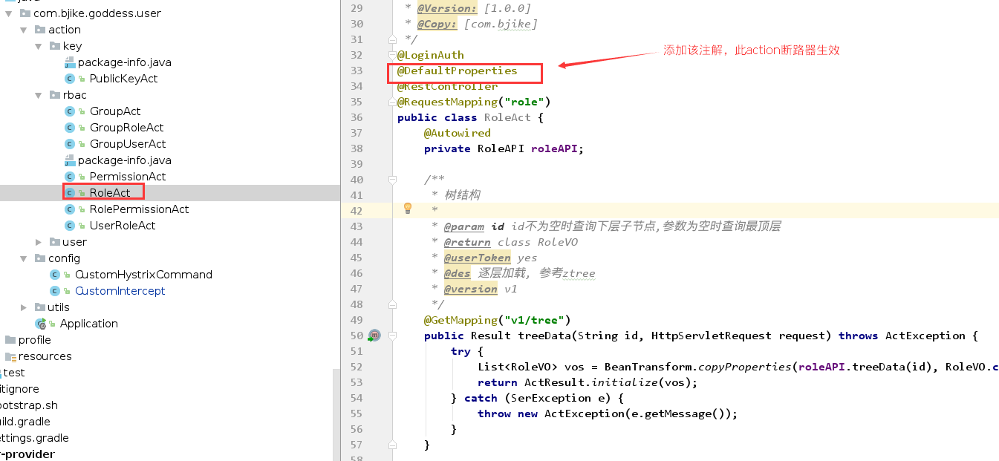 com.bjike.goddess.user
action
key
package-info.java
PublicKeyAct
rbac
GroupAct
GroupRoleAct
GroupUserAct
package-info.java
PermissionAct
RoleAct
RolePermissionAct
UserRoleAct
user
config
CustomHystrixCommand
CustomIntercept
utils
Application
profile
resources
test
itignore
ootstrap.sh
ild.gradle
ettings.gradle
r-provider
29 * @Version: [1.0.0]
30 * @Copy: [com.bjike]
31 */
32 @LoginAuth
33 @DefaultProperties
34 @RestController
35 @RequestMapping("role")
36 public class RoleAct {
37 @Autowired
38 private RoleAPI roleAPI;
39
40 /**
41 * 树结构
42 *
43 * @param id id不为空时查询下层子节点,参数为空时查询最顶层
44 * @return class RoleVO
45 * @userToken yes
46 * @des 逐层加载, 参考ztree
47 * @version v1
48 */
49 @GetMapping("v1/tree")
50 public Result treeData(String id, HttpServletRequest request) throws ActException {
51 try {
52 List<RoleVO> vos = BeanTransform.copyProperties(roleAPI.treeData(id), RoleVO.c
53 return ActResult.initialize(vos);
54 } catch (SerException e) {
55 throw new ActException(e.getMessage());
56 }
57 }
58
添加该注解，此action断路器生效